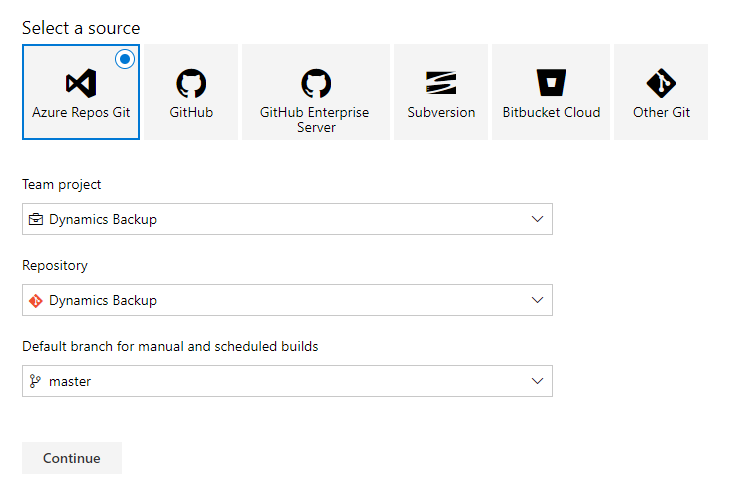 Select a source
Azure Repos Git
GitHub
GitHub Enterprise
Server
Subversion
Bitbucket Cloud
Other Git
Team project
Dynamics Backup
Repository
Dynamics Backup
Default branch for manual and scheduled builds
master
Continue